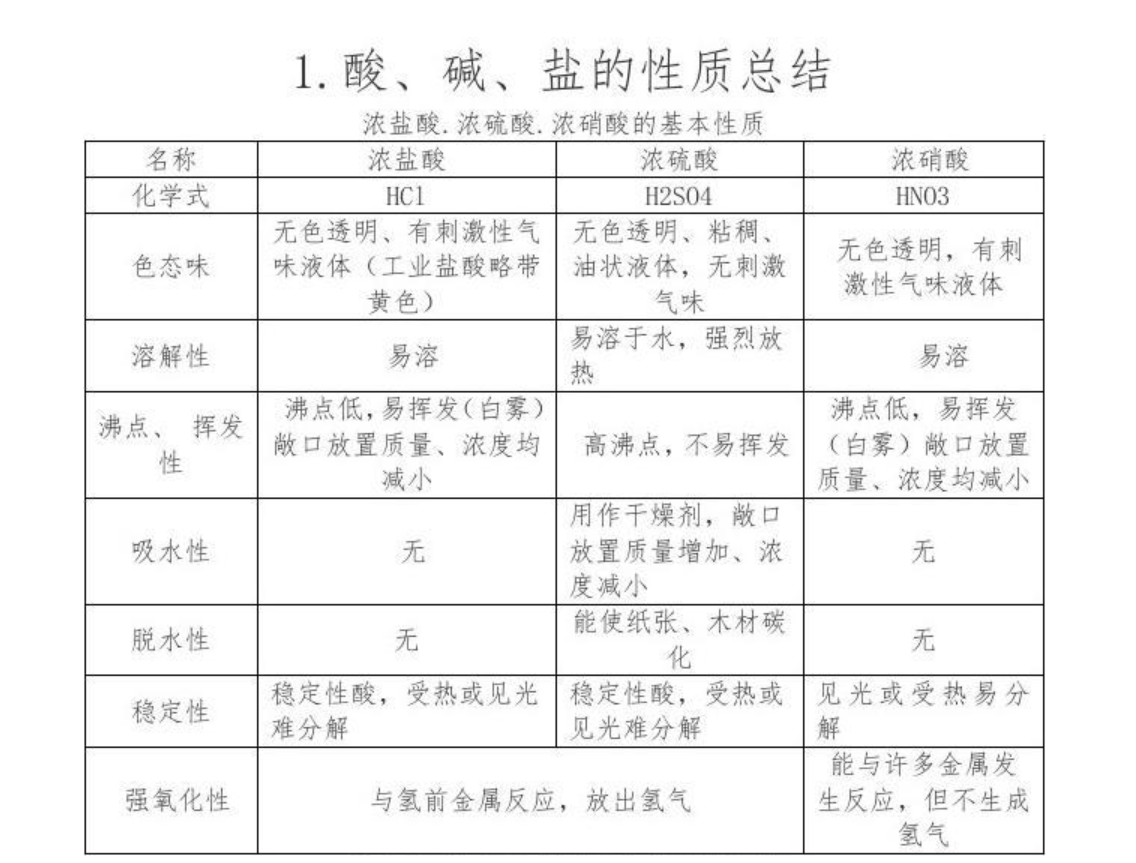 1.酸、碱、盐的性质总结
浓盐酸.浓硫酸.浓硝酸的基本性质
名称 浓盐酸 浓硫酸 浓硝酸
化学式 HCl H2SO4 HNO3
色态味
无色透明、有刺激性气
味液体（工业盐酸略带
黄色）
无色透明、粘稠、
油状液体，无刺激
气味
无色透明，有刺
激性气味液体
溶解性
易溶
易溶于水，强烈放
热
易溶
沸点、 挥发
性
沸点低，易挥发（白雾）
敞口放置质量、浓度均
减小
高沸点，不易挥发
沸点低，易挥发
（白雾）敞口放置
质量、浓度均减小
吸水性
无
用作干燥剂，敞口
放置质量增加、浓
度减小
无
脱水性
无
能使纸张、木材碳
化
无
稳定性
稳定性酸，受热或见光
难分解
稳定性酸，受热或
见光难分解
见光或受热易分
解
强氧化性
与氢前金属反应，放出氢气
能与许多金属发
生反应，但不生成
氢气